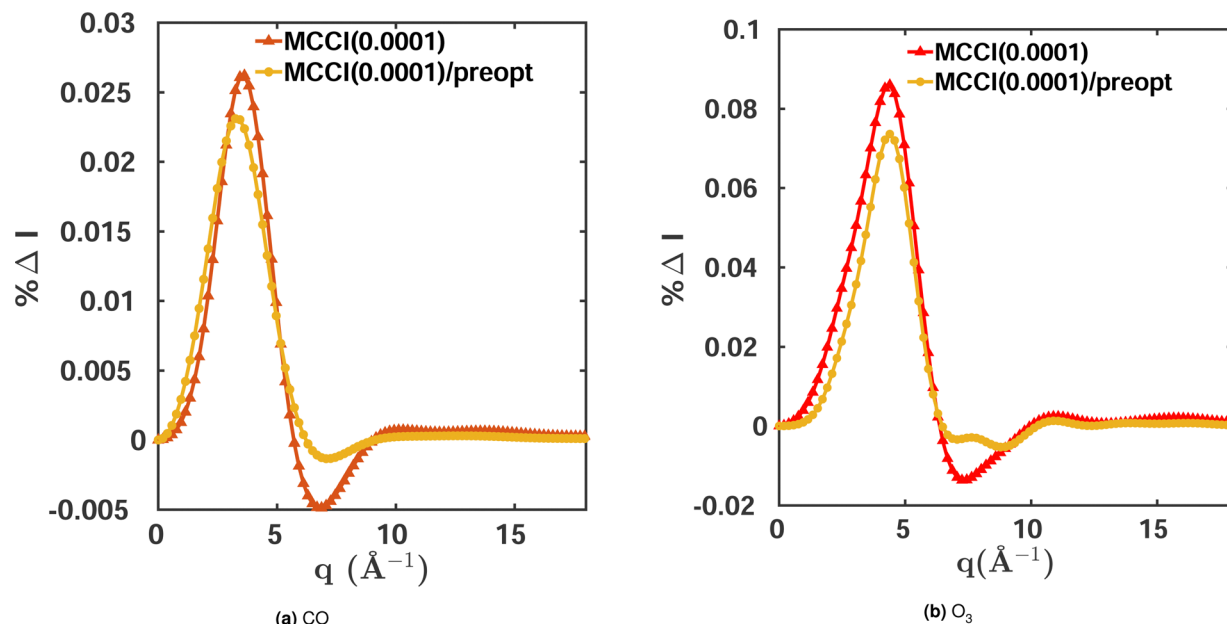 0.03
0.025
0.02
0.015
0.01
0.005
0
-0.005
% Δ I
MCCI(0.0001)
MCCI(0.0001)/preopt
0 5 10 15
q (Å⁻¹)
(a) CO
0.1
0.08
0.06
0.04
0.02
0
-0.02
% Δ I
MCCI(0.0001)
MCCI(0.0001)/preopt
0 5 10 15
q(Å⁻¹)
(b) O₃